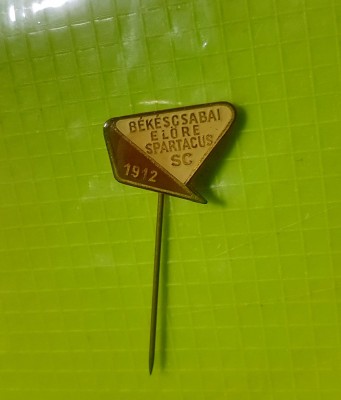 BÉKÉSCSABAI
ELŐRE
SPARTACUS
SC
1912